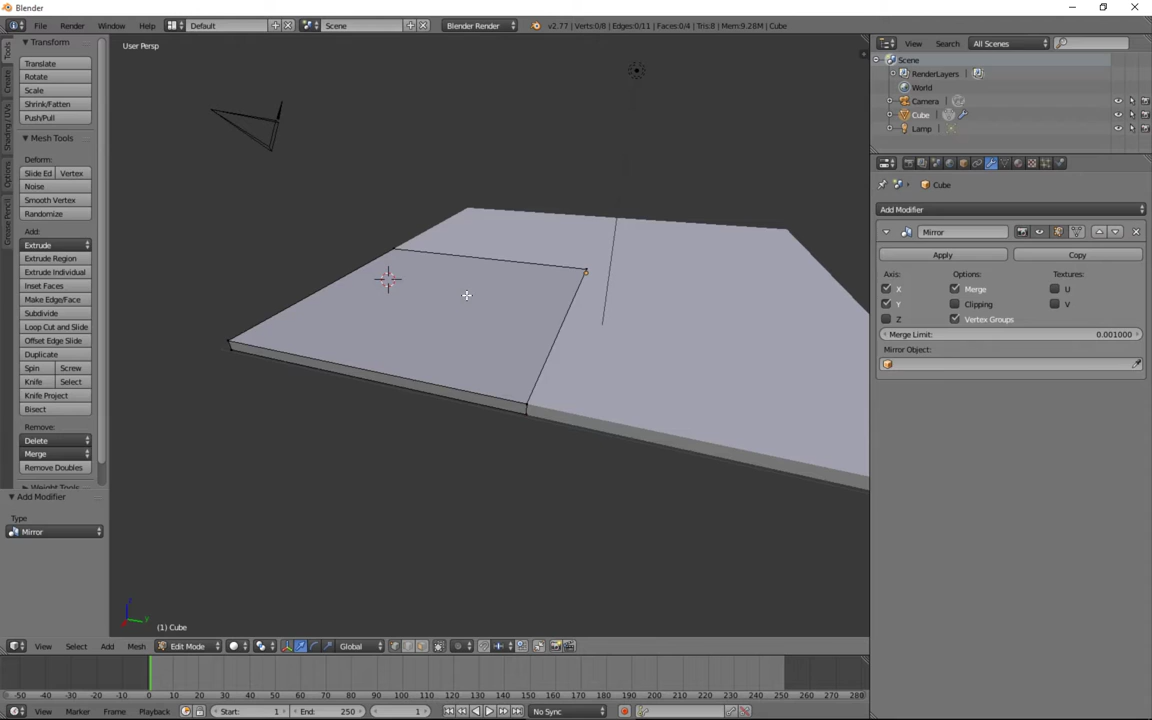 Blender
File Render Window Help Default Scene Blender Render v2.77 | Verts:0/8 | Edges:0/11 | Faces:0/4 | Tris:8 | Mem:9.28M | Cube
User Persp
Transform
Translate
Rotate
Scale
Shrink/Fatten
Push/Pull
Mesh Tools
Deform:
Slide Ed Vertex
Noise
Smooth Vertex
Randomize
Add:
Extrude
Extrude Region
Extrude Individual
Inset Faces
Make Edge/Face
Subdivide
Loop Cut and Slide
Offset Edge Slide
Duplicate
Spin Screw
Knife Select
Knife Project
Bisect
Remove:
Delete
Merge
Remove Doubles
Weight Tools
Add Modifier
Type
Mirror
Tools
Create
Shading / UVs
Options
Grease Pencil
(1) Cube
View Search All Scenes
Scene
RenderLayers
World
Camera
Cube
Lamp
Cube
Add Modifier
Mirror
Apply Copy
Axis: Options: Textures:
X Merge U
Y Clipping V
Z Vertex Groups
Merge Limit: 0.001000
Mirror Object:
View Select Add Mesh Edit Mode Global
-50 -40 -30 -20 -10 0 10 20 30 40 50 60 70 80 90 100 110 120 130 140 150 160 170 180 190 200 210 220 230 240 250 260 270 280
View Marker Frame Playback Start: 1 End: 250 1 No Sync